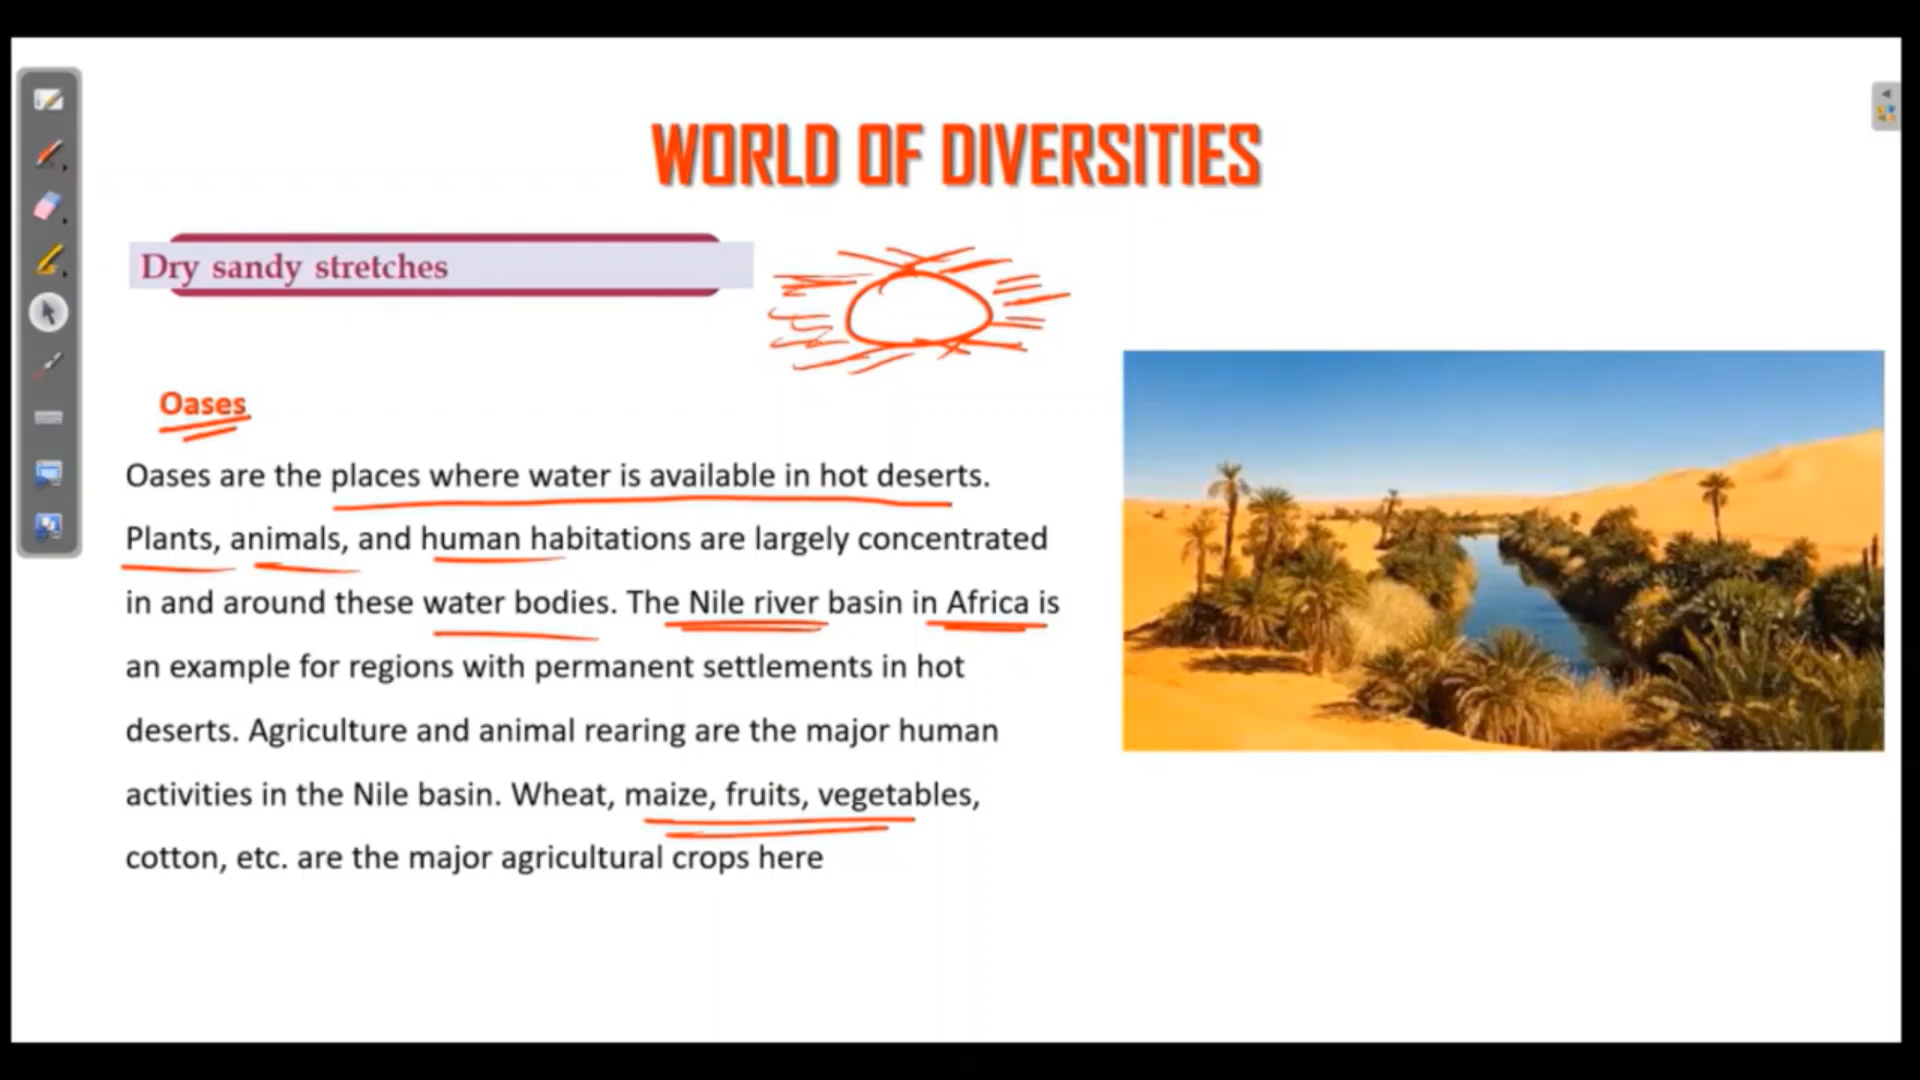 WORLD OF DIVERSITIES
Dry sandy stretches
Oases
Oases are the places where water is available in hot deserts.
Plants, animals, and human habitations are largely concentrated
in and around these water bodies. The Nile river basin in Africa is
an example for regions with permanent settlements in hot
deserts. Agriculture and animal rearing are the major human
activities in the Nile basin. Wheat, maize, fruits, vegetables,
cotton, etc. are the major agricultural crops here